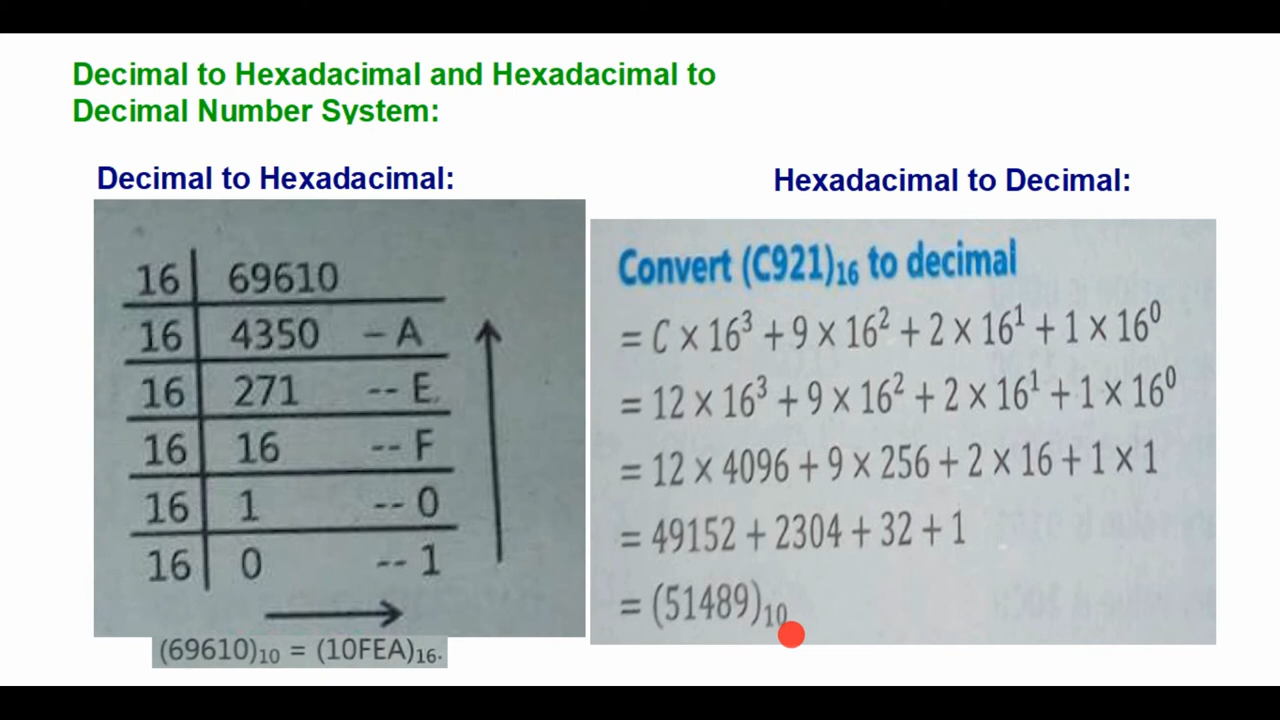 Decimal to Hexadacimal and Hexadacimal to
Decimal Number System:
Decimal to Hexadacimal:
16 69610
16 4350 – A
16 271 -- E
16 16 -- F
16 1 -- 0
16 0 -- 1
(69610)₁₀ = (10FEA)₁₆.
Hexadacimal to Decimal:
Convert (C921)₁₆ to decimal
= C × 16³ + 9 × 16² + 2 × 16¹ + 1 × 16⁰
= 12 × 16³ + 9 × 16² + 2 × 16¹ + 1 × 16⁰
= 12 × 4096 + 9 × 256 + 2 × 16 + 1 × 1
= 49152 + 2304 + 32 + 1
= (51489)₁₀